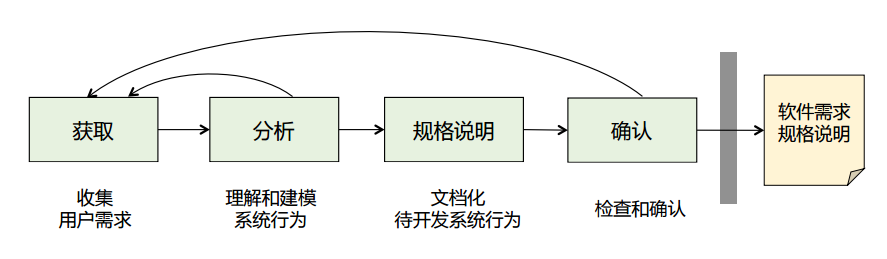 获取
分析
规格说明
确认
软件需求
规格说明
收集
用户需求
理解和建模
系统行为
文档化
待开发系统行为
检查和确认